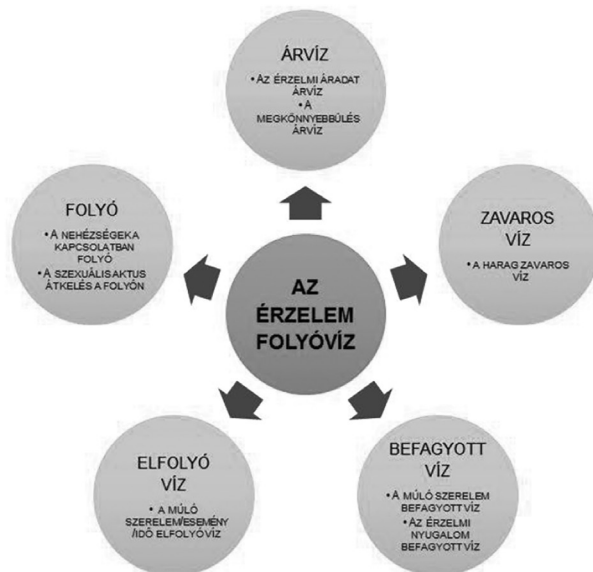 ÁRVÍZ
• AZ ÉRZELMI ÁRADAT
ÁRVÍZ
• A
MEGKÖNNYEBBÜLÉS
ÁRVÍZ
ZAVAROS
VÍZ
• A HARAG ZAVAROS
VÍZ
BEFAGYOTT
VÍZ
• A MÚLÓ SZERELEM
BEFAGYOTT VÍZ
• AZ ÉRZELMI
NYUGALOM
BEFAGYOTT VÍZ
ELFOLYÓ
VÍZ
• A MÚLÓ
SZERELEM/ESEMÉNY
/IDŐ ELFOLYÓ VÍZ
FOLYÓ
• A NEHÉZSÉGEK A
KAPCSOLATBAN
FOLYÓ
• A SZEXUÁLIS AKTUS
ÁTKELÉS A FOLYÓN
AZ
ÉRZELEM
FOLYÓVÍZ